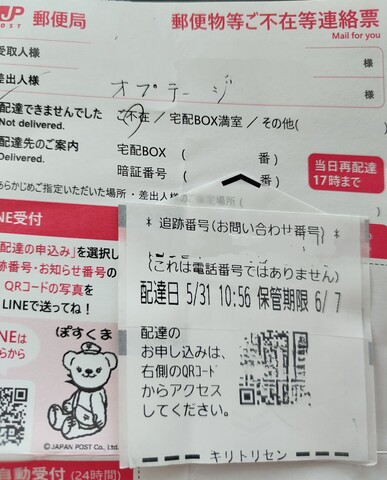 JP
POST
郵便局
郵便物等ご不在等連絡票
Mail for you
受取人様
差出人様
オプテージ
配達できませんでした
Not delivered.
ご不在 / 宅配BOX満室 / その他(
配達先のご案内
Delivery info.
宅配BOX ( 番)
暗証番号 ( 番)
当日再配達
17時まで
あらかじめご指定いただいた場所・差出人様
* 追跡番号(お問い合わせ番号) *
(これは電話番号ではありません)
配達日 5/31 10:56 保管期限 6/ 7
配達の
お申し込みは、
右側のQRコード
からアクセス
してください。
キリトリセン
INE受付
配達の申込み」を選択し
跡番号・お知らせ番号の
QRコードの写真を
LINEで送ってね!
INEは
らから
ぽすくま
©JAPAN POST Co., Ltd.
自動受付 (24時間)